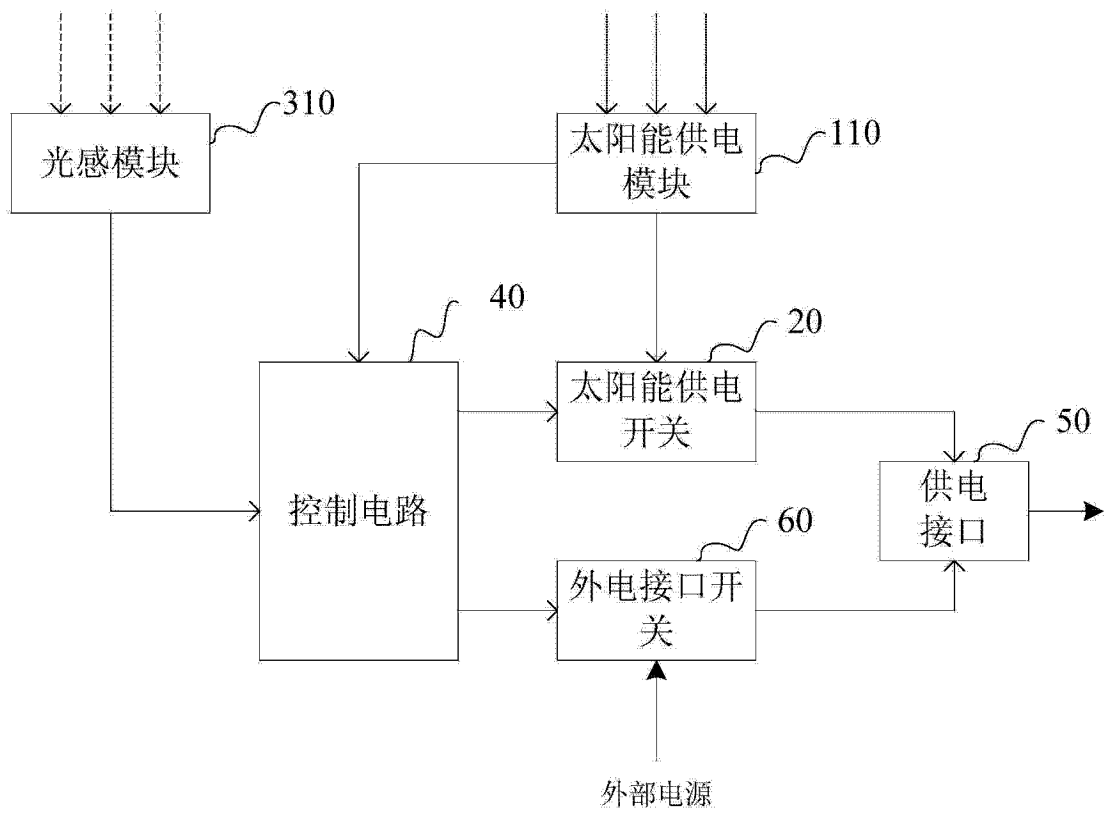 310
光感模块
太阳能供电
模块
110
40
20
太阳能供电
开关
50
供电
接口
控制电路
60
外电接口开
关
外部电源